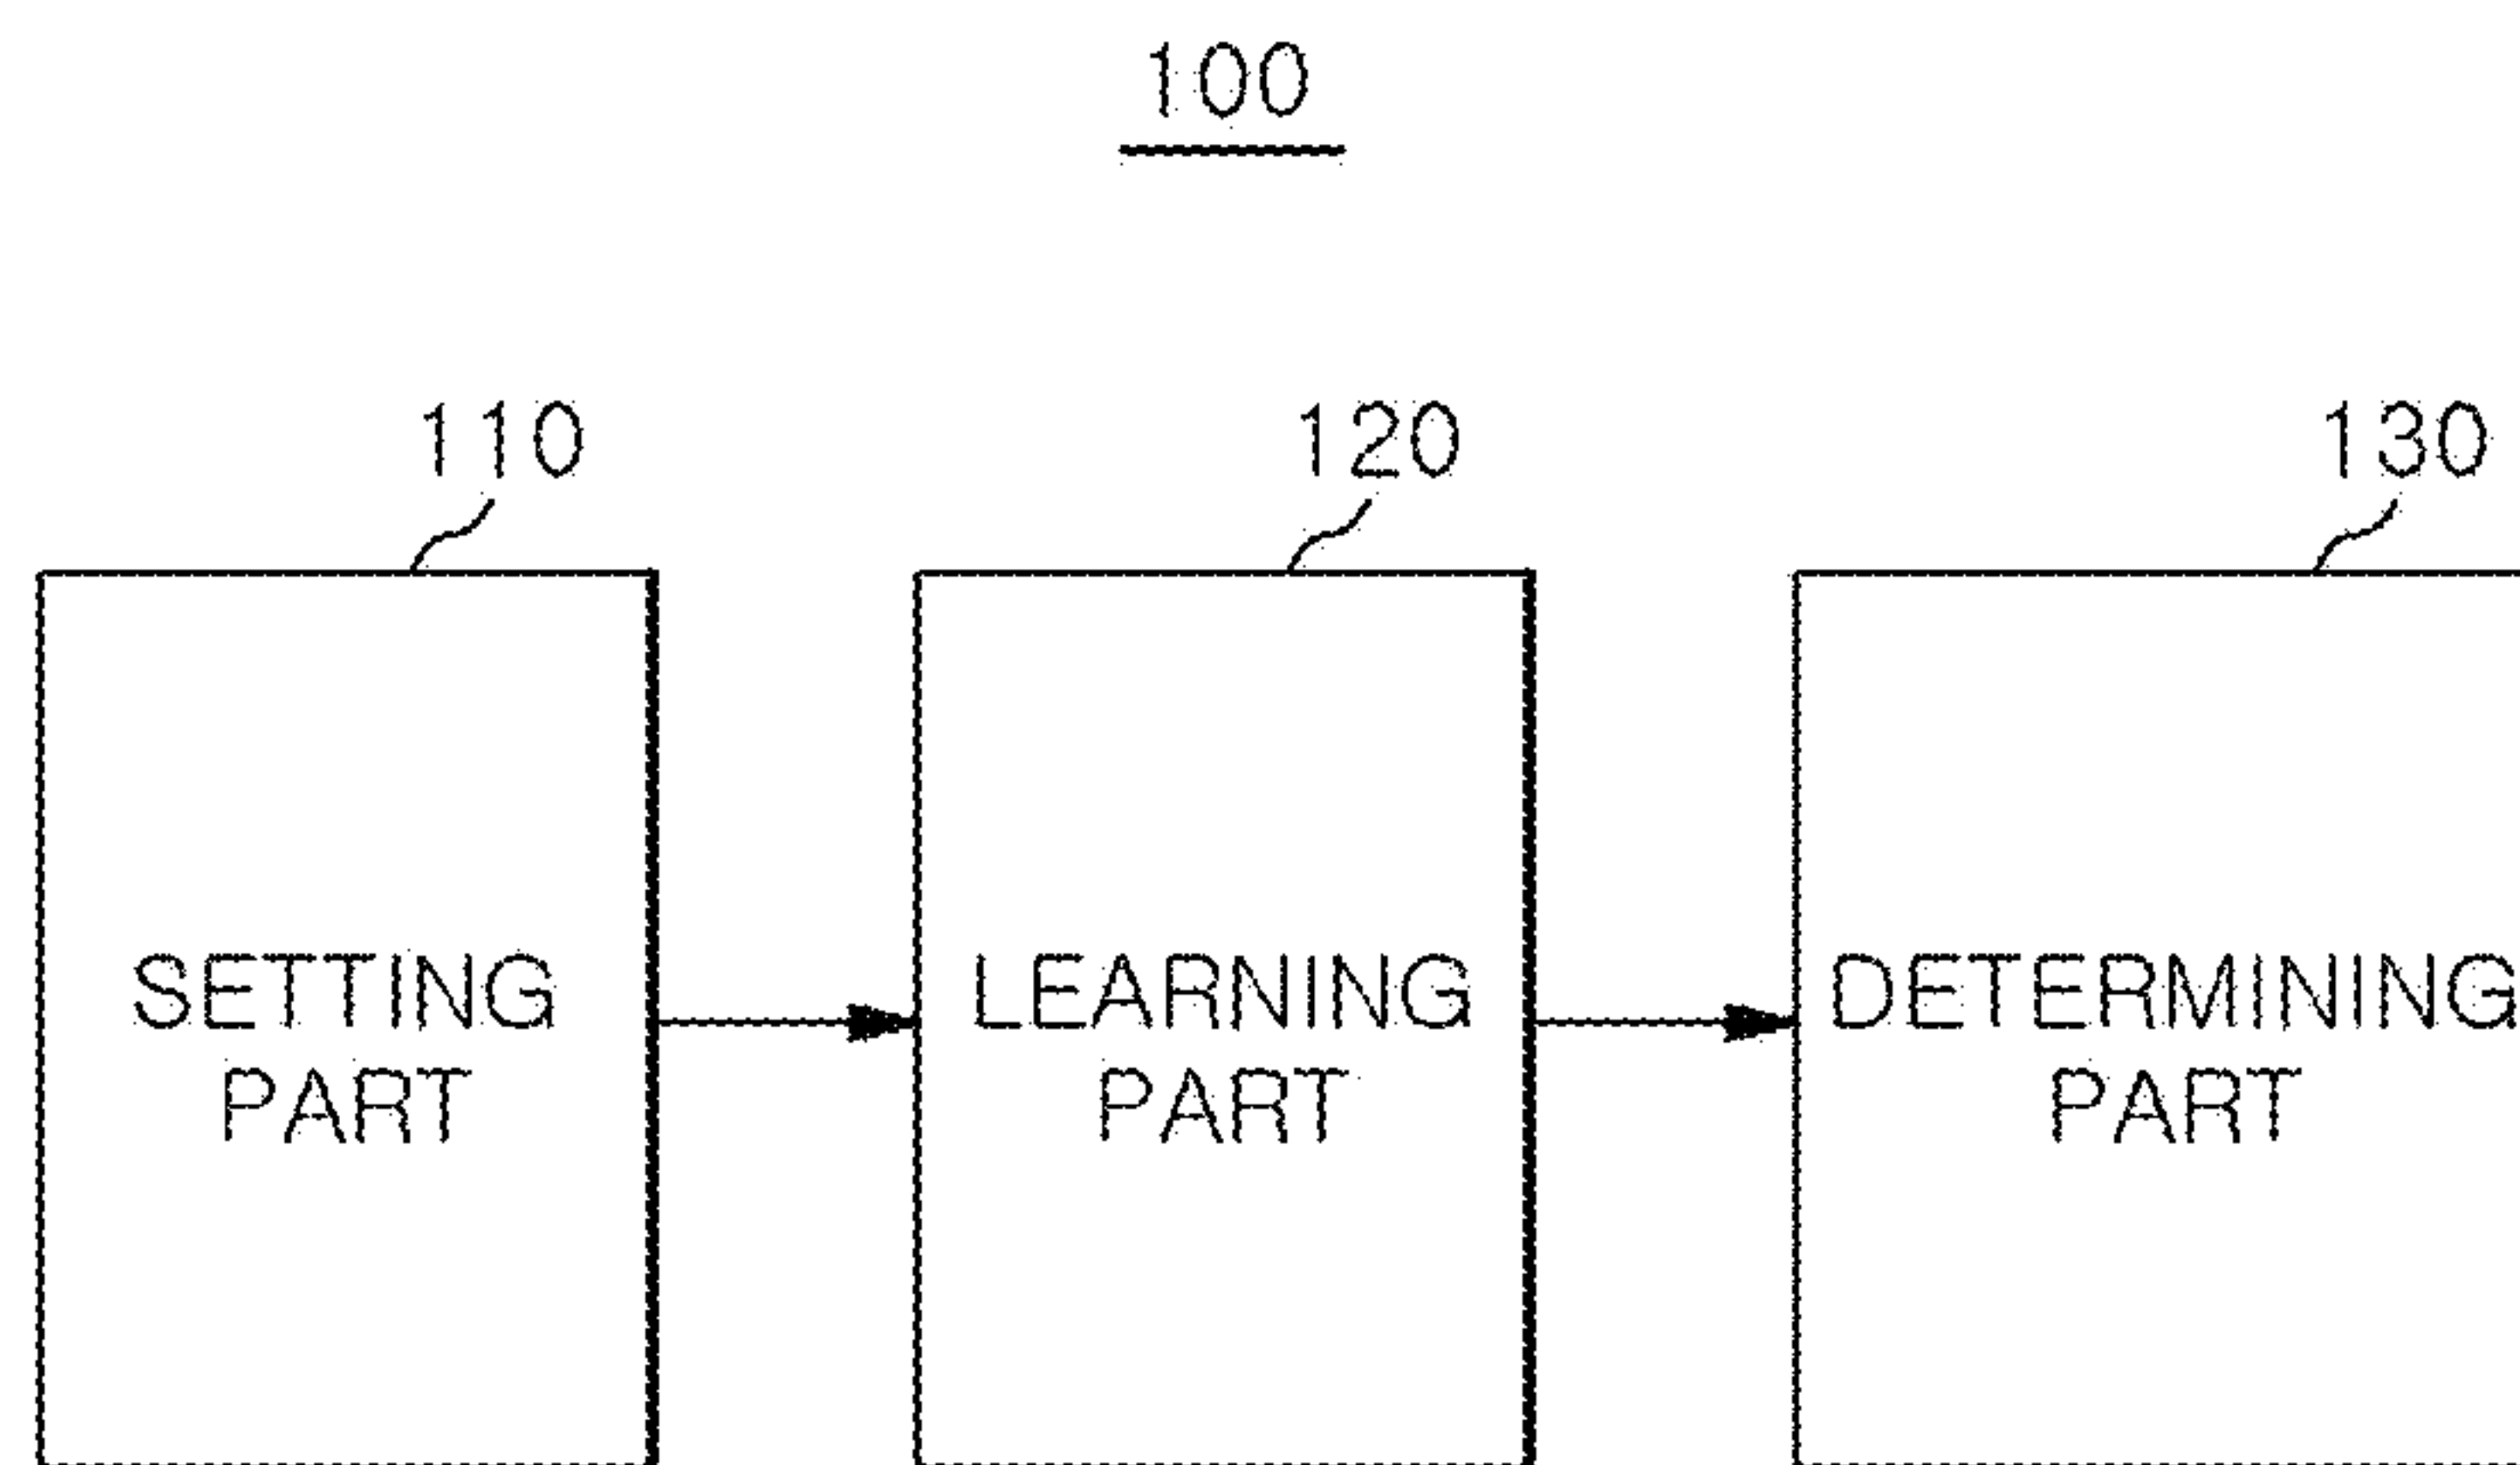 100
110
120
130
SETTING
PART
LEARNING
PART
DETERMINING
PART